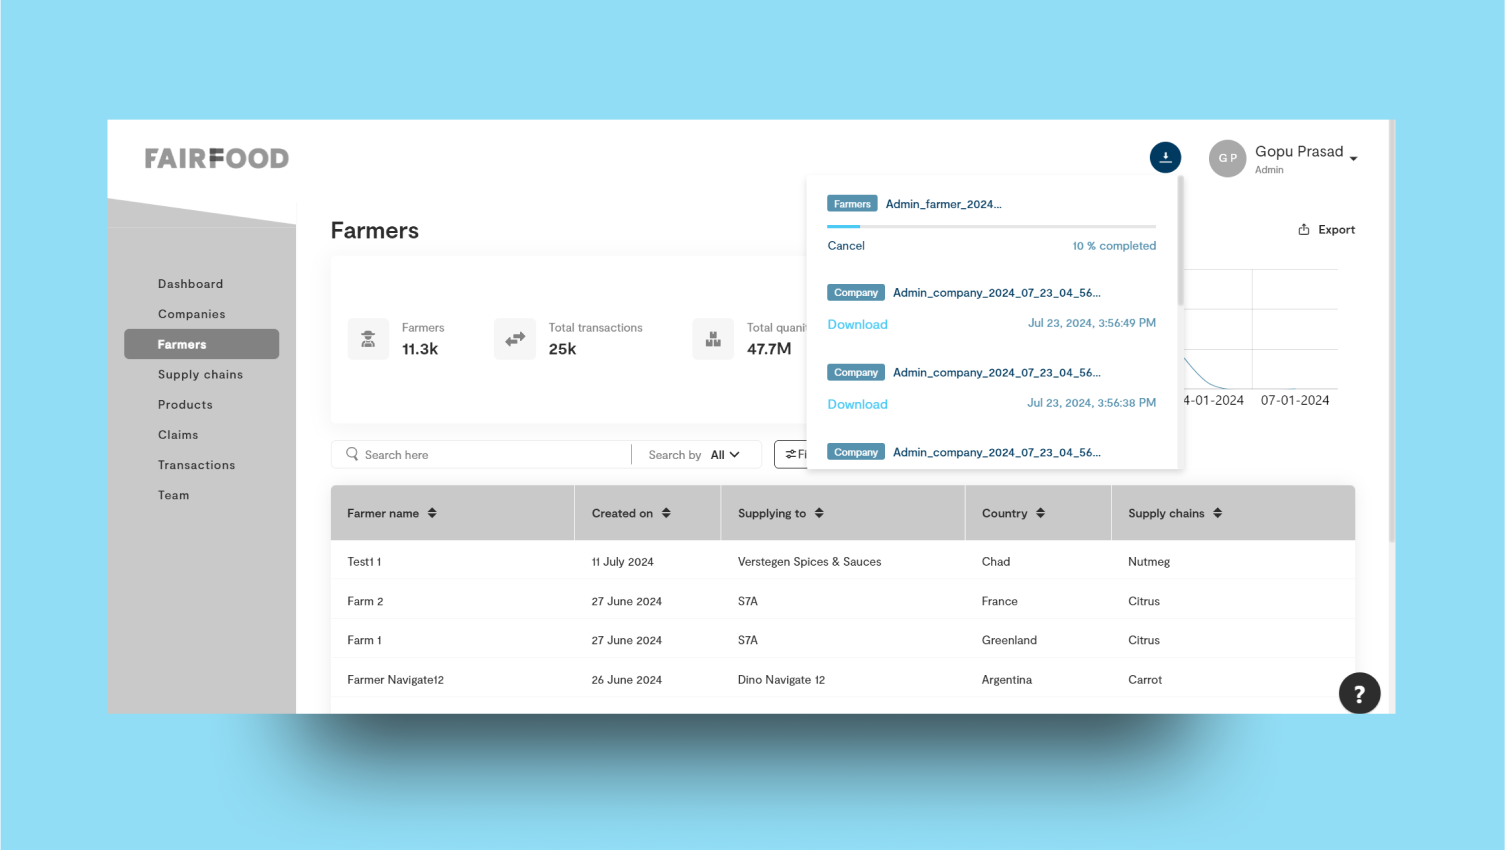 FAIRFOOD
G P
Gopu Prasad
Admin
Dashboard
Companies
Farmers
Supply chains
Products
Claims
Transactions
Team
Farmers
Export
Farmers
11.3k
Total transactions
25k
Total quanti
47.7M
Farmers Admin_farmer_2024...
Cancel 10 % completed
Company Admin_company_2024_07_23_04_56...
Download Jul 23, 2024, 3:56:49 PM
Company Admin_company_2024_07_23_04_56...
Download Jul 23, 2024, 3:56:38 PM
Company Admin_company_2024_07_23_04_56...
4-01-2024 07-01-2024
Search here
Search by All
Fi
Farmer name Created on Supplying to Country Supply chains
Test1 1 11 July 2024 Verstegen Spices & Sauces Chad Nutmeg
Farm 2 27 June 2024 S7A France Citrus
Farm 1 27 June 2024 S7A Greenland Citrus
Farmer Navigate12 26 June 2024 Dino Navigate 12 Argentina Carrot
?